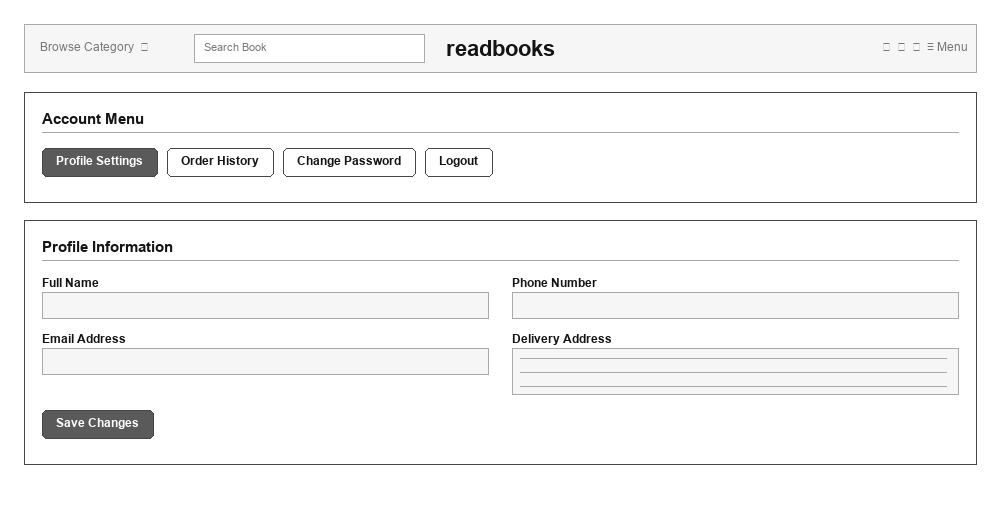 Browse Category
Search Book
readbooks
☰ Menu
Account Menu
Profile Settings
Order History
Change Password
Logout
Profile Information
Full Name
Phone Number
Email Address
Delivery Address
Save Changes